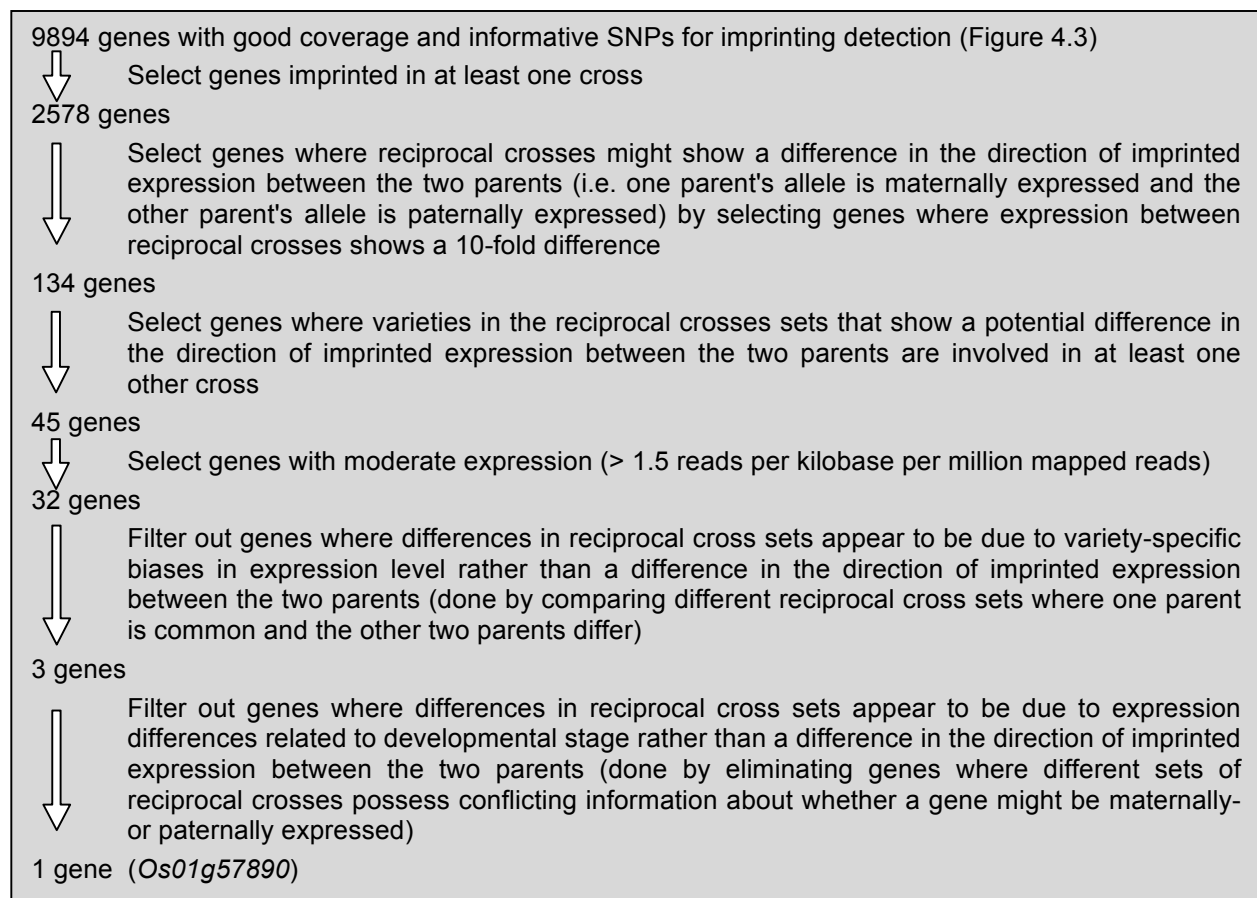 9894 genes with good coverage and informative SNPs for imprinting detection (Figure 4.3)
Select genes imprinted in at least one cross
2578 genes
Select genes where reciprocal crosses might show a difference in the direction of imprinted
expression between the two parents (i.e. one parent's allele is maternally expressed and the
other parent's allele is paternally expressed) by selecting genes where expression between
reciprocal crosses shows a 10-fold difference
134 genes
Select genes where varieties in the reciprocal crosses sets that show a potential difference in
the direction of imprinted expression between the two parents are involved in at least one
other cross
45 genes
Select genes with moderate expression (> 1.5 reads per kilobase per million mapped reads)
32 genes
Filter out genes where differences in reciprocal cross sets appear to be due to variety-specific
biases in expression level rather than a difference in the direction of imprinted expression
between the two parents (done by comparing different reciprocal cross sets where one parent
is common and the other two parents differ)
3 genes
Filter out genes where differences in reciprocal cross sets appear to be due to expression
differences related to developmental stage rather than a difference in the direction of imprinted
expression between the two parents (done by eliminating genes where different sets of
reciprocal crosses possess conflicting information about whether a gene might be maternally-
or paternally expressed)
1 gene (Os01g57890)